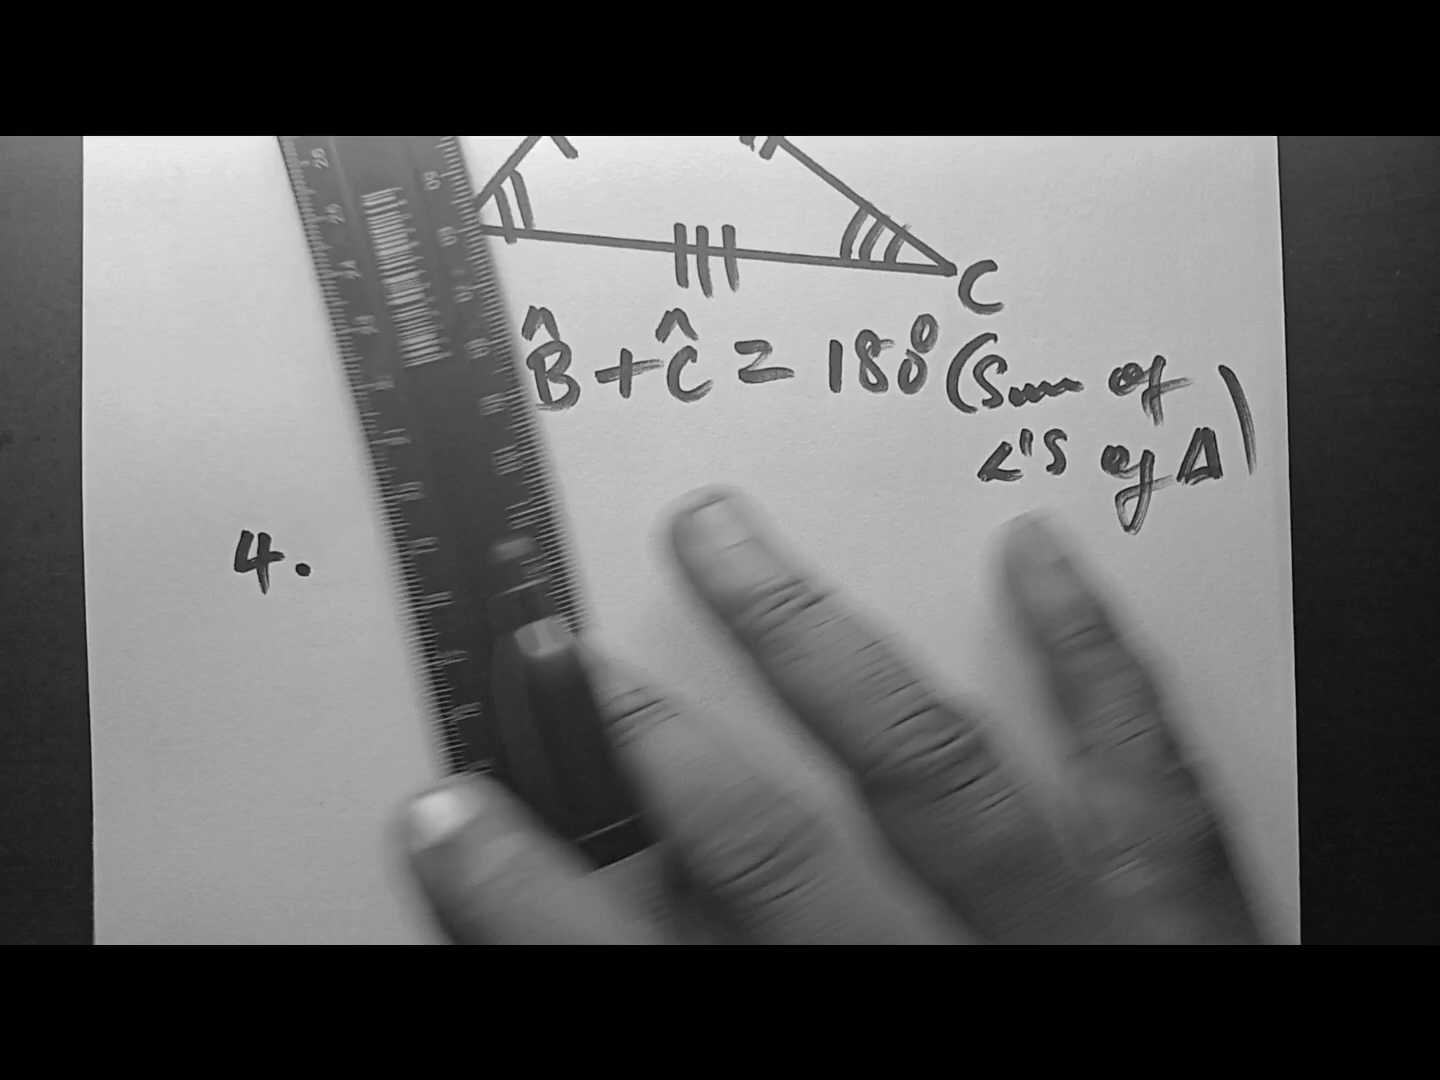 C
B̂ + Ĉ = 180° (Sum of
∠'s of Δ)
4.